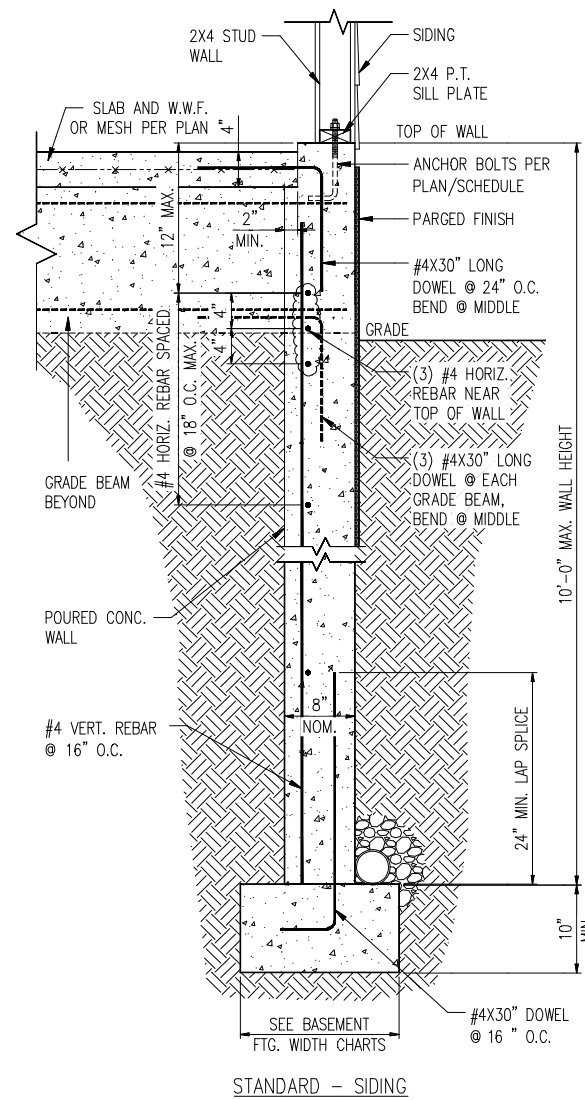 2X4 STUD
WALL
SIDING
2X4 P.T.
SILL PLATE
SLAB AND W.W.F.
OR MESH PER PLAN
4"
TOP OF WALL
ANCHOR BOLTS PER
PLAN/SCHEDULE
12" MAX.
2"
MIN.
PARGED FINISH
#4X30" LONG
DOWEL @ 24" O.C.
BEND @ MIDDLE
4"
4"
GRADE
#4 HORIZ. REBAR SPACED
@ 18" O.C. MAX.
(3) #4 HORIZ.
REBAR NEAR
TOP OF WALL
GRADE BEAM
BEYOND
(3) #4X30" LONG
DOWEL @ EACH
GRADE BEAM,
BEND @ MIDDLE
10'-0" MAX. WALL HEIGHT
POURED CONC.
WALL
8"
NOM.
#4 VERT. REBAR
@ 16" O.C.
24" MIN. LAP SPLICE
10"
MIN.
#4X30" DOWEL
@ 16 " O.C.
SEE BASEMENT
FTG. WIDTH CHARTS
STANDARD - SIDING